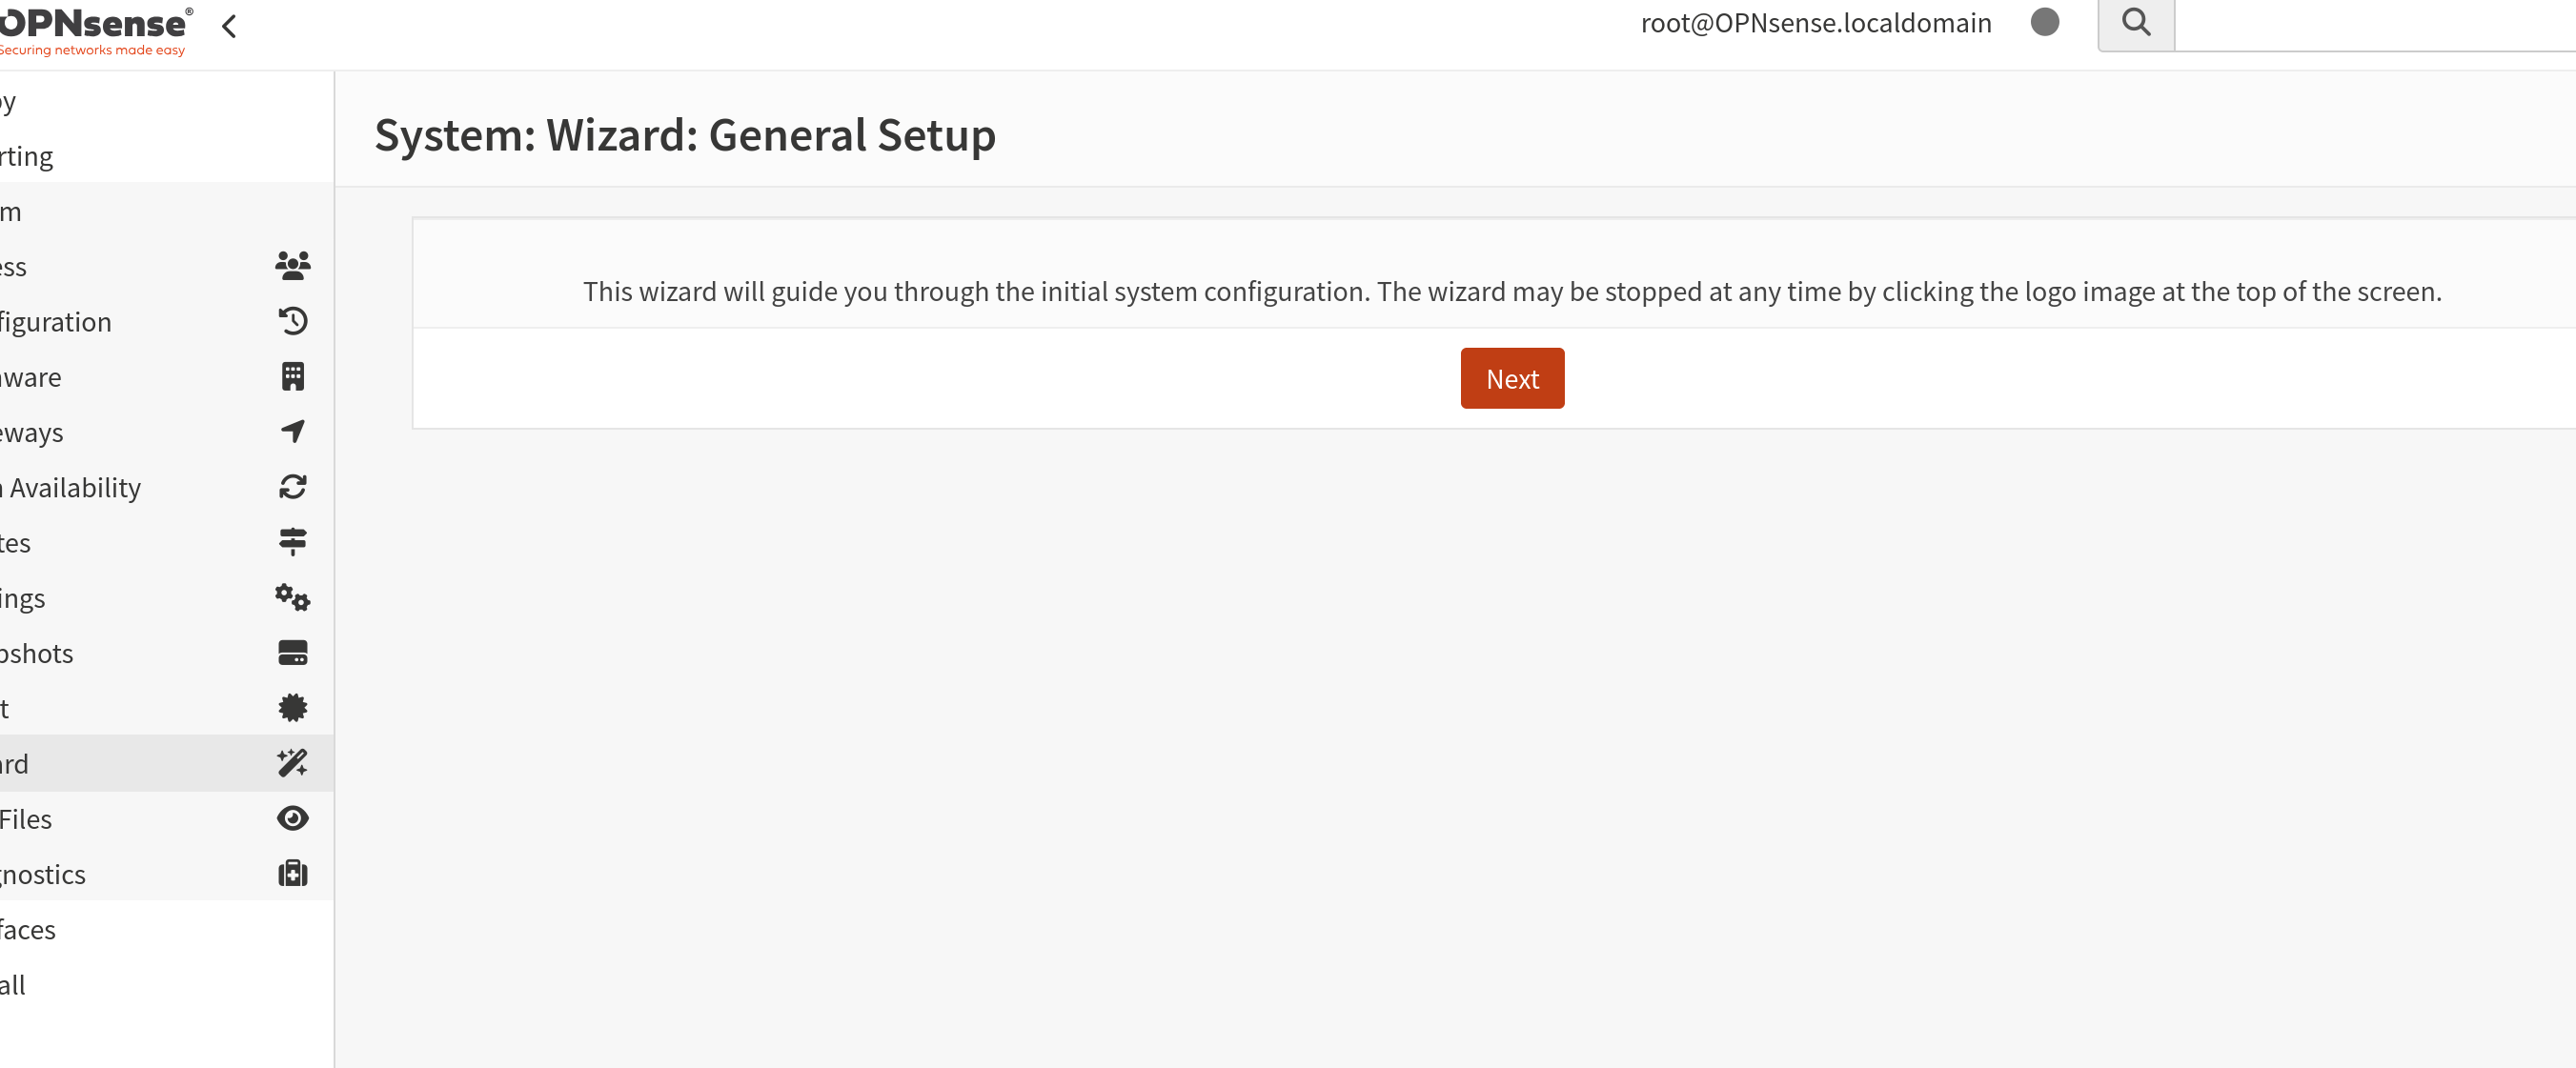 OPNsense®
Securing networks made easy
root@OPNsense.localdomain
System: Wizard: General Setup
This wizard will guide you through the initial system configuration. The wizard may be stopped at any time by clicking the logo image at the top of the screen.
Next
by
rting
m
ess
figuration
ware
eways
Availability
tes
ings
pshots
t
ard
Files
gnostics
faces
all